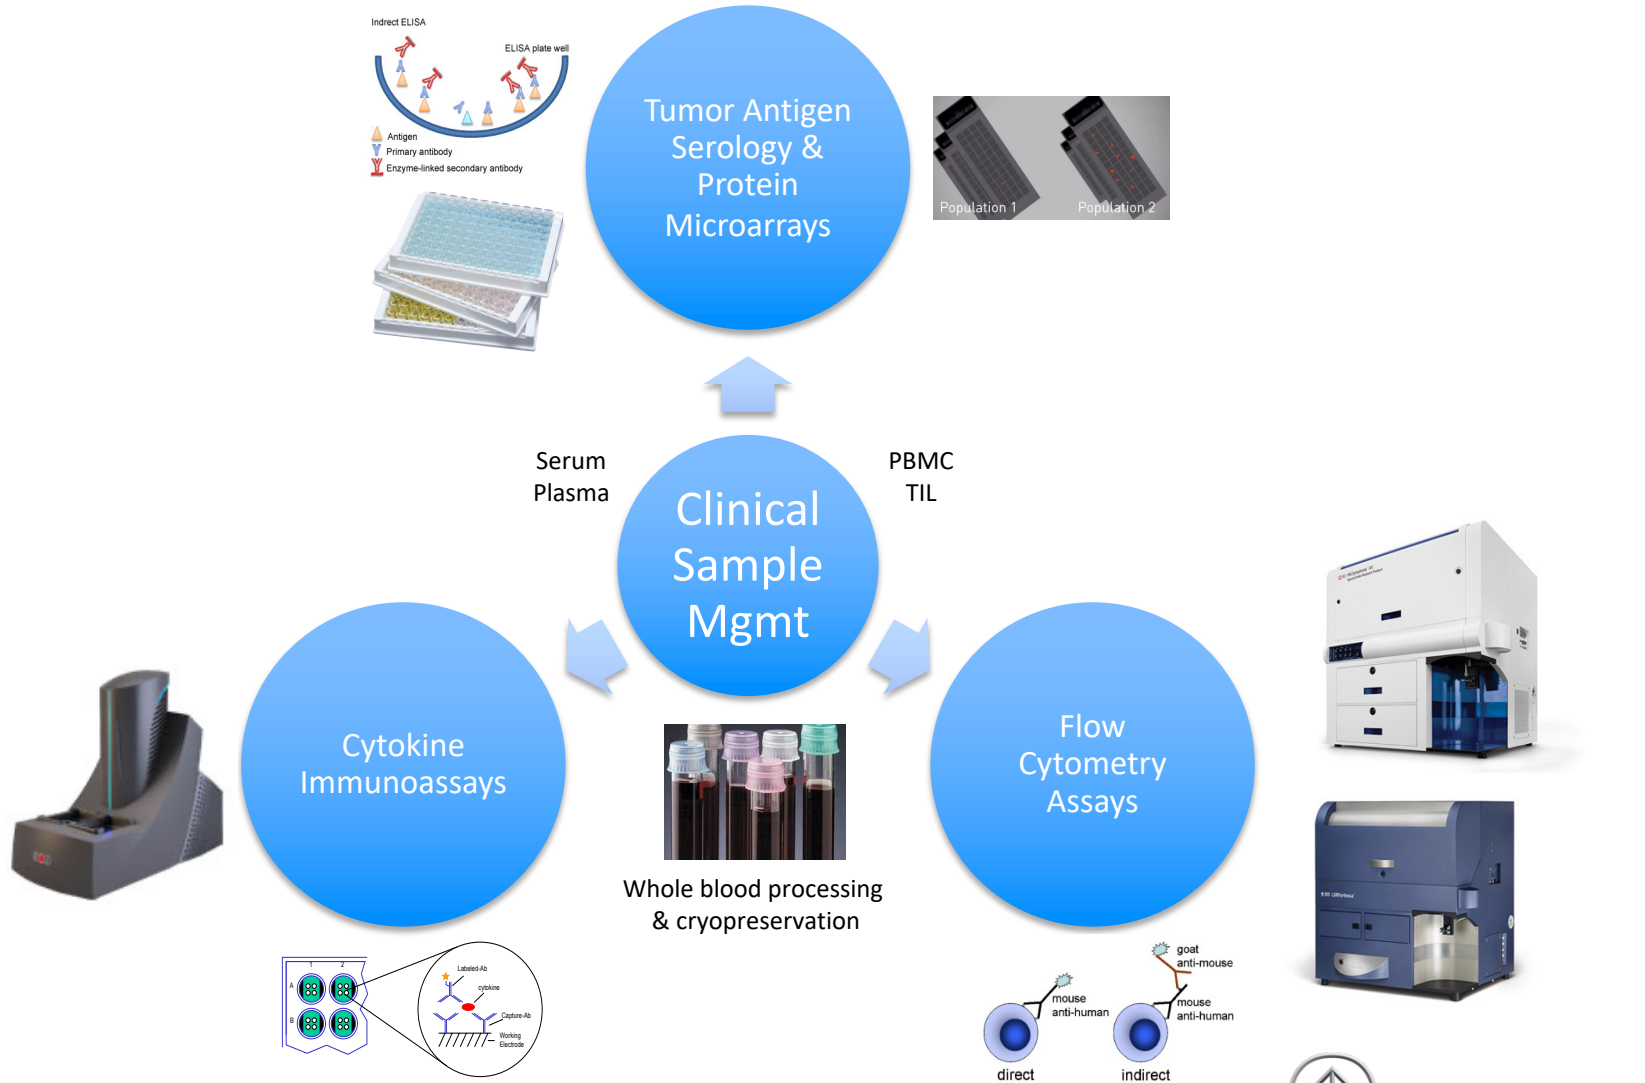 Indirect ELISA
ELISA plate well
Antigen
Primary antibody
Enzyme-linked secondary antibody
Tumor Antigen
Serology &
Protein
Microarrays
Population 1
Population 2
Serum
Plasma
PBMC
TIL
Clinical
Sample
Mgmt
Cytokine
Immunoassays
Flow
Cytometry
Assays
Whole blood processing
& cryopreservation
1 2
A
B
Labeled-Ab
cytokine
Capture-Ab
Working
Electrode
goat
anti-mouse
mouse
anti-human
mouse
anti-human
direct
indirect